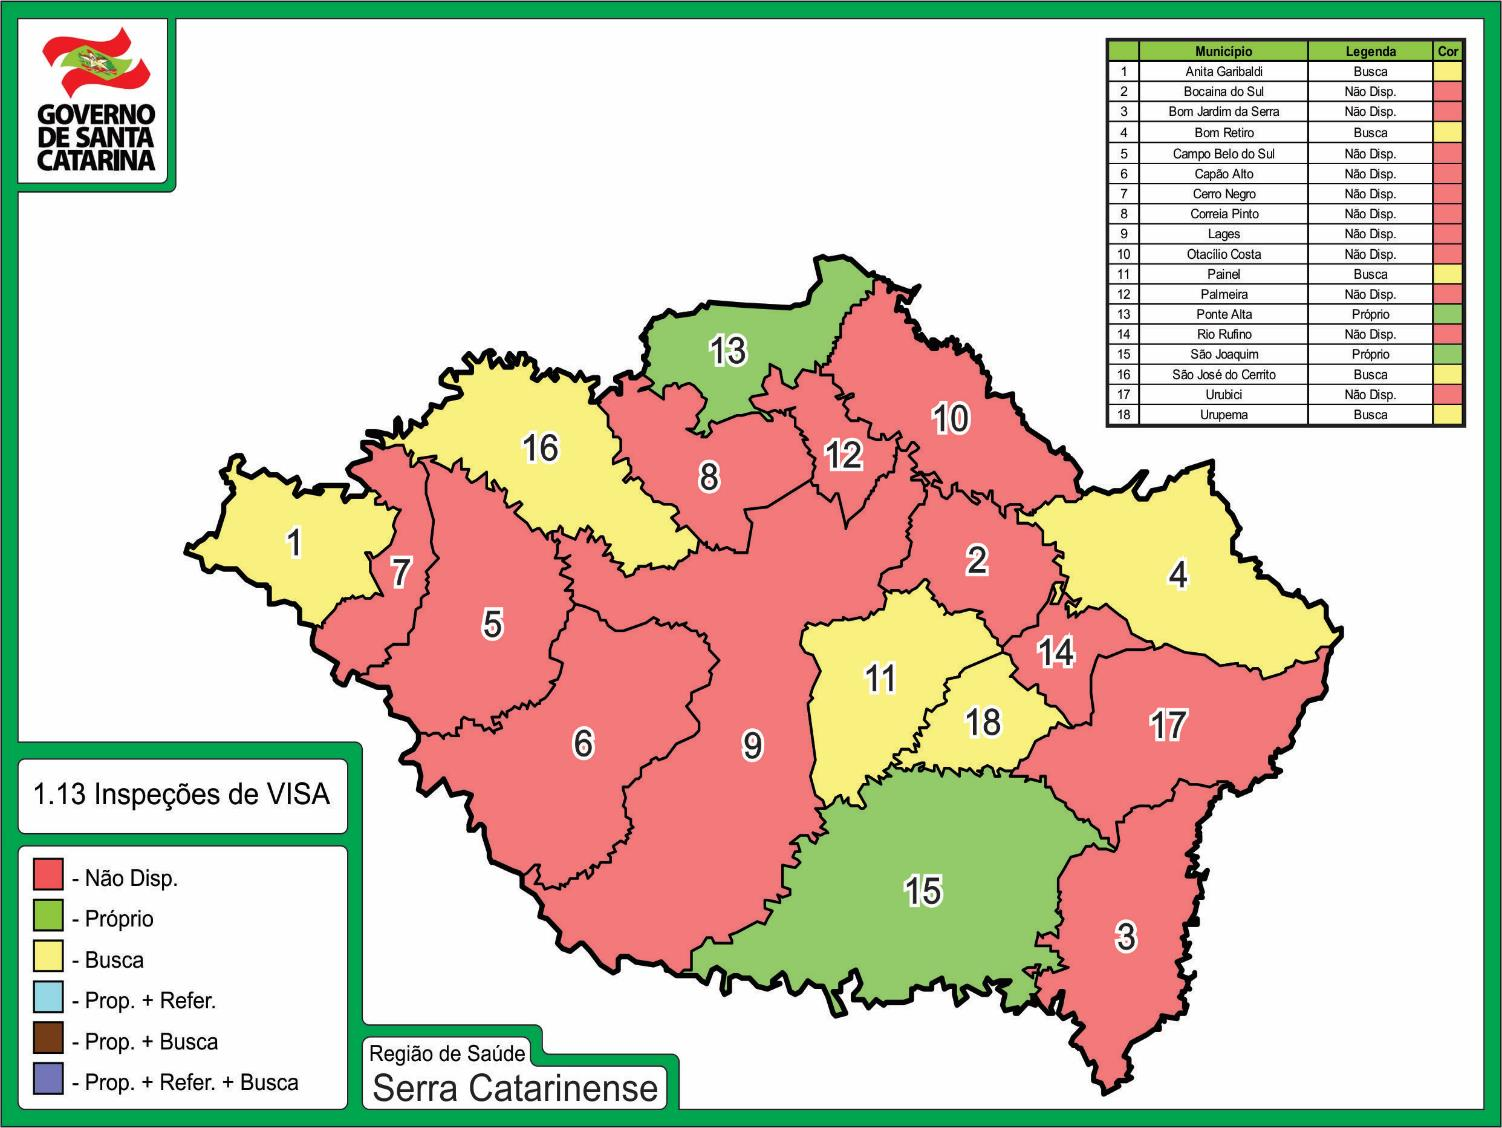 GOVERNO
DE SANTA
CATARINA
Município Legenda Cor
1 Anita Garibaldi Busca
2 Bocaina do Sul Não Disp.
3 Bom Jardim da Serra Não Disp.
4 Bom Retiro Busca
5 Campo Belo do Sul Não Disp.
6 Capão Alto Não Disp.
7 Cerro Negro Não Disp.
8 Correia Pinto Não Disp.
9 Lages Não Disp.
10 Otacílio Costa Não Disp.
11 Painel Busca
12 Palmeira Não Disp.
13 Ponte Alta Próprio
14 Rio Rufino Não Disp.
15 São Joaquim Próprio
16 São José do Cerrito Busca
17 Urubici Não Disp.
18 Urupema Busca
13
10
16
12
8
1
2
4
7
5
14
11
18
17
6
9
15
3
1.13 Inspeções de VISA
- Não Disp.
- Próprio
- Busca
- Prop. + Refer.
- Prop. + Busca
- Prop. + Refer. + Busca
Região de Saúde
Serra Catarinense